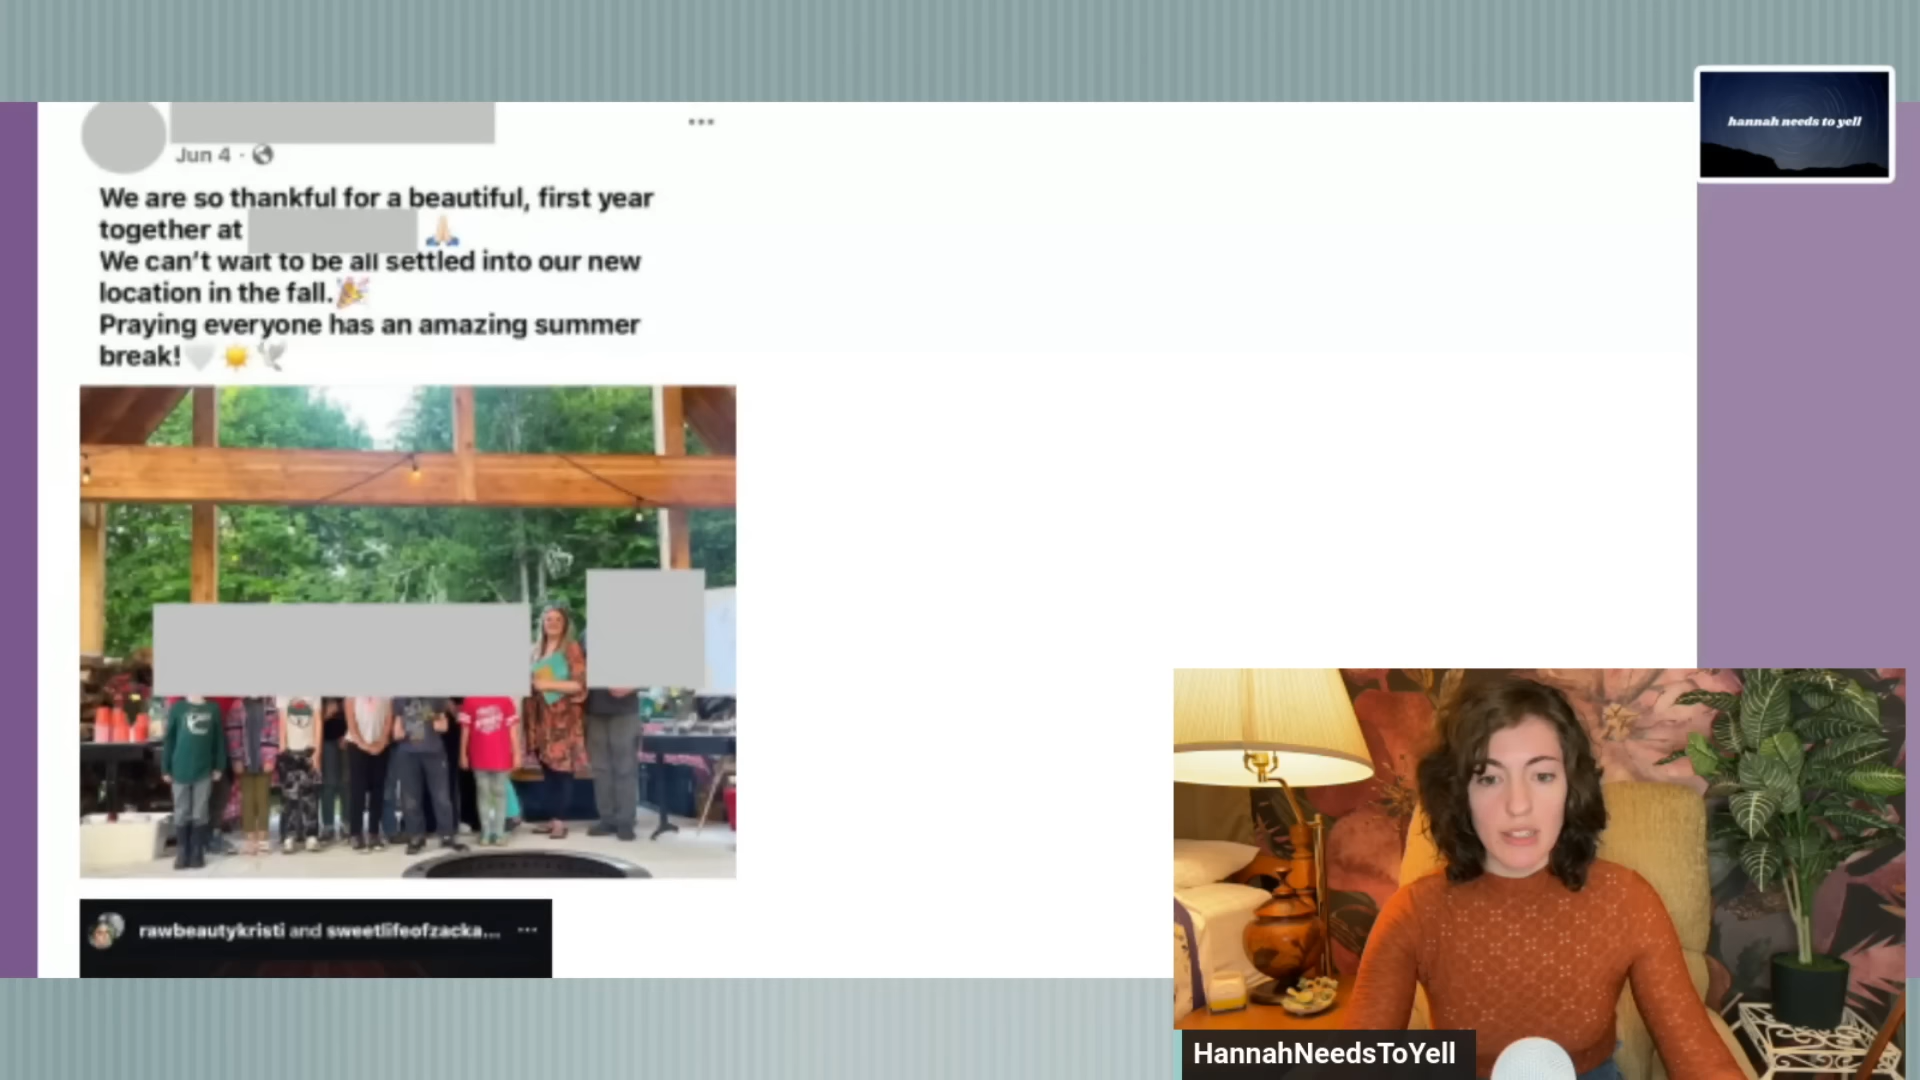 Jun 4 ·
We are so thankful for a beautiful, first year
together at 🙏🏻
We can't wait to be all settled into our new
location in the fall.🎉
Praying everyone has an amazing summer
break!🤍☀️🕊️
rawbeautykristi and sweetlifeofzacka...
hannah needs to yell
HannahNeedsToYell